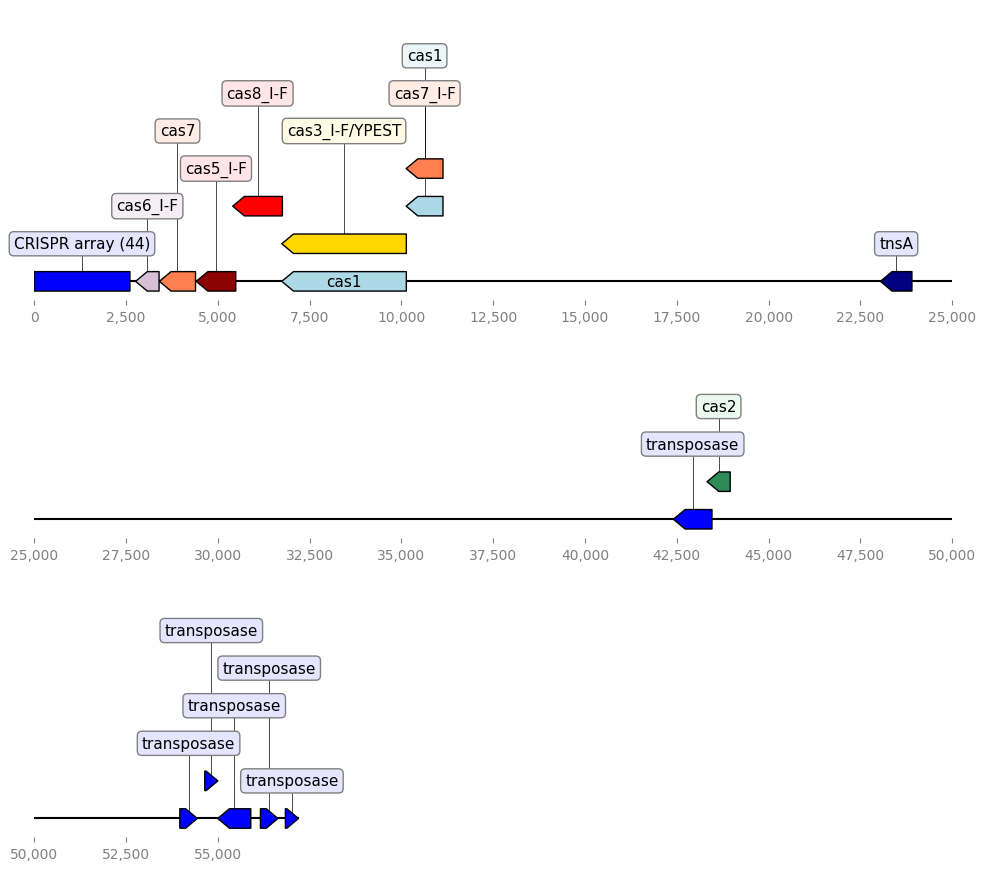 cas1
cas8_I-F
cas7_I-F
cas7
cas3_I-F/YPEST
cas5_I-F
cas6_I-F
CRISPR array (44)
tnsA
cas1
0 2,500 5,000 7,500 10,000 12,500 15,000 17,500 20,000 22,500 25,000
cas2
transposase
25,000 27,500 30,000 32,500 35,000 37,500 40,000 42,500 45,000 47,500 50,000
transposase
transposase
transposase
transposase
transposase
50,000 52,500 55,000